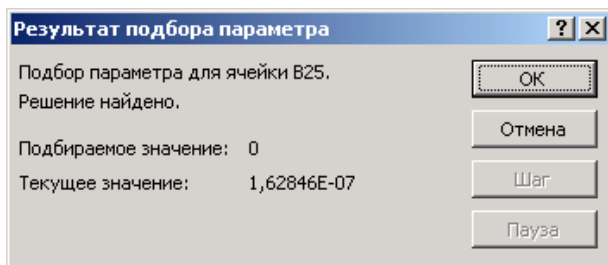 Результат подбора параметра
Подбор параметра для ячейки B25.
Решение найдено.
Подбираемое значение: 0
Текущее значение: 1,62846E-07
ОК
Отмена
Шаг
Пауза